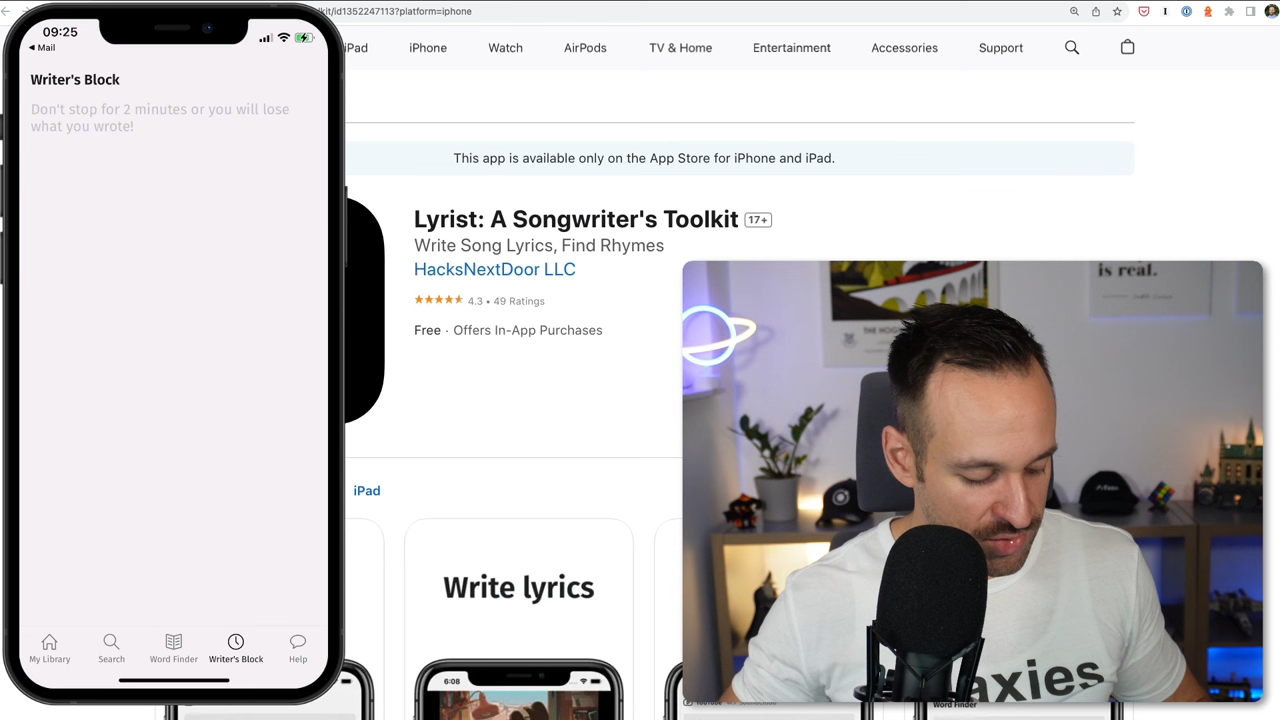 kit/id1352247113?platform=iphone
09:25
Mail
iPad iPhone Watch AirPods TV & Home Entertainment Accessories Support
Writer's Block
Don't stop for 2 minutes or you will lose
what you wrote!
This app is available only on the App Store for iPhone and iPad.
Lyrist: A Songwriter's Toolkit 17+
Write Song Lyrics, Find Rhymes
HacksNextDoor LLC
4.3 • 49 Ratings
Free · Offers In-App Purchases
is real.
THE HOG
iPad
Write lyrics
My Library Search Word Finder Writer's Block Help
6:08
axies
Word Finder